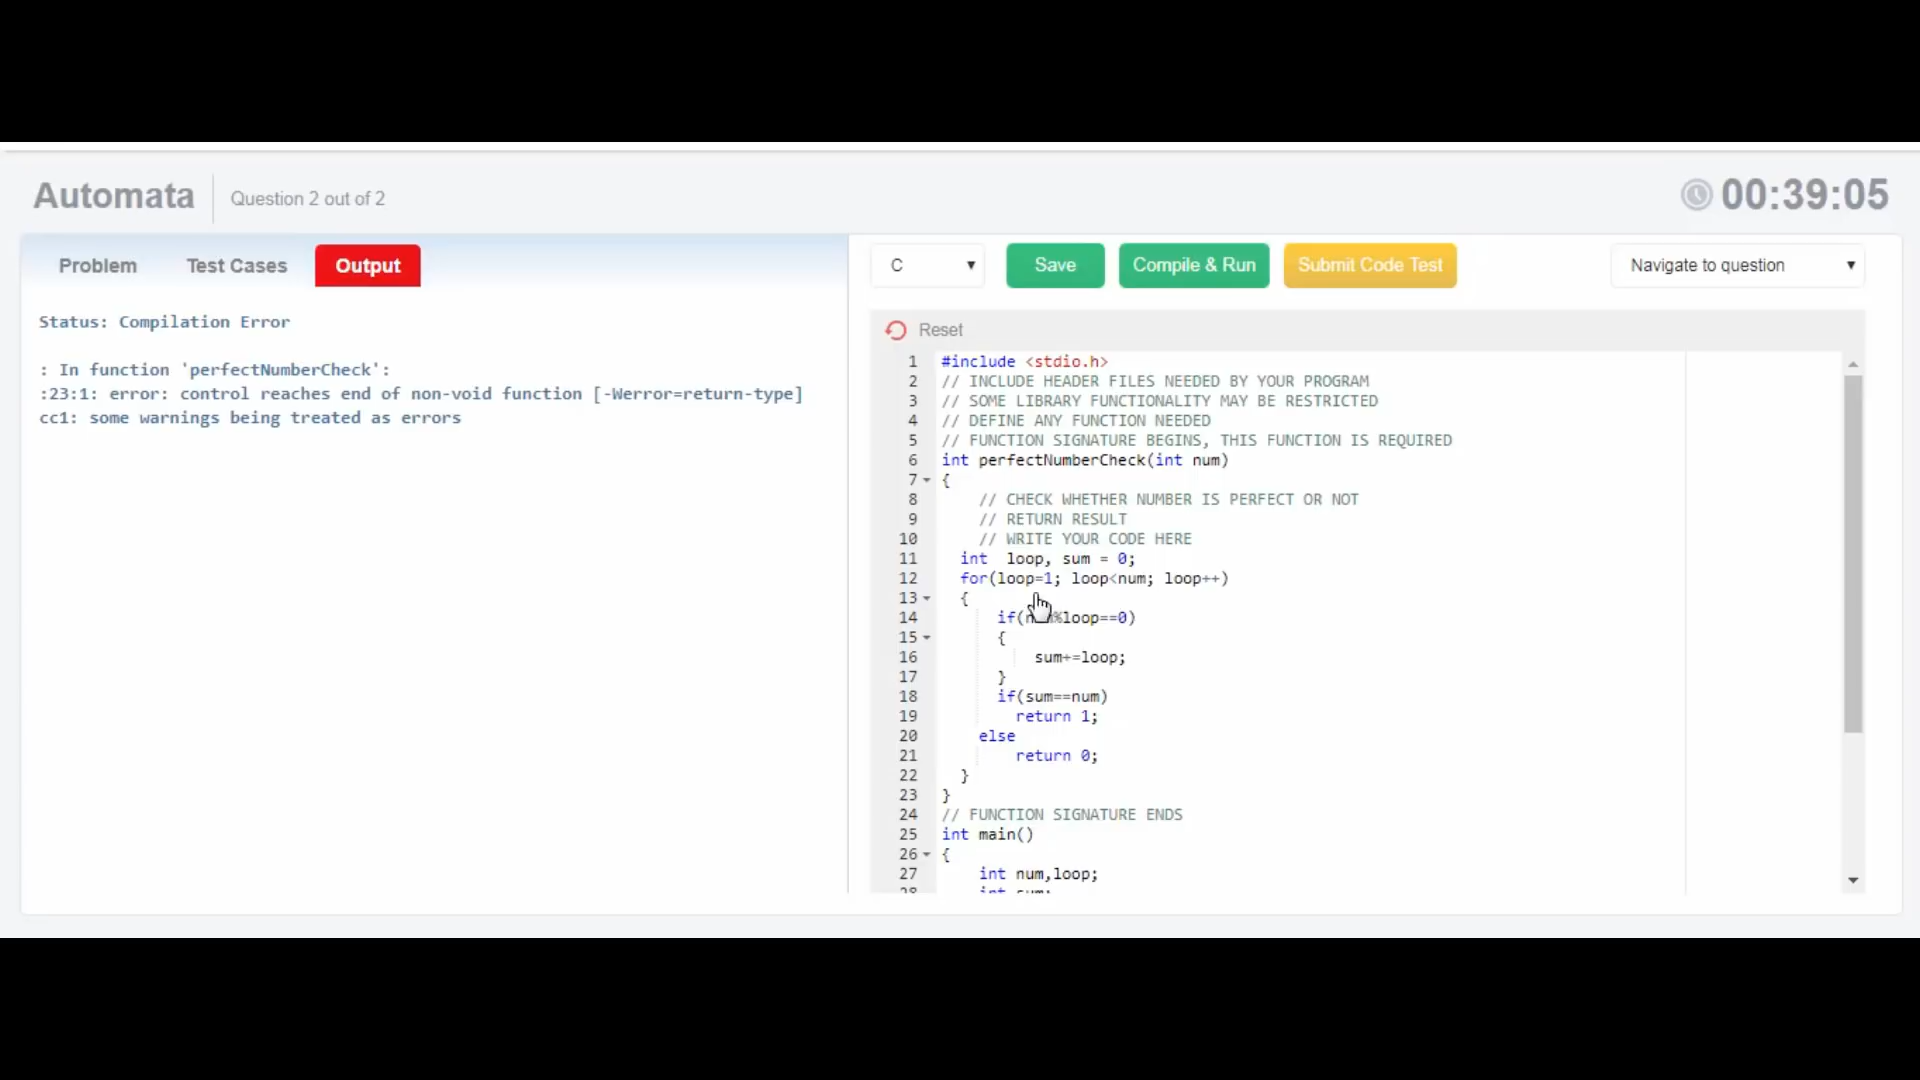 Automata
Question 2 out of 2
00:39:05
Problem
Test Cases
Output
Status: Compilation Error
: In function 'perfectNumberCheck':
:23:1: error: control reaches end of non-void function [-Werror=return-type]
cc1: some warnings being treated as errors
C
Save
Compile & Run
Submit Code Test
Navigate to question
Reset
1 #include <stdio.h>
2 // INCLUDE HEADER FILES NEEDED BY YOUR PROGRAM
3 // SOME LIBRARY FUNCTIONALITY MAY BE RESTRICTED
4 // DEFINE ANY FUNCTION NEEDED
5 // FUNCTION SIGNATURE BEGINS, THIS FUNCTION IS REQUIRED
6 int perfectNumberCheck(int num)
7 {
8 // CHECK WHETHER NUMBER IS PERFECT OR NOT
9 // RETURN RESULT
10 // WRITE YOUR CODE HERE
11 int loop, sum = 0;
12 for(loop=1; loop<num; loop++)
13 {
14 if(num%loop==0)
15 {
16 sum+=loop;
17 }
18 if(sum==num)
19 return 1;
20 else
21 return 0;
22 }
23 }
24 // FUNCTION SIGNATURE ENDS
25 int main()
26 {
27 int num,loop;
28 int sum;